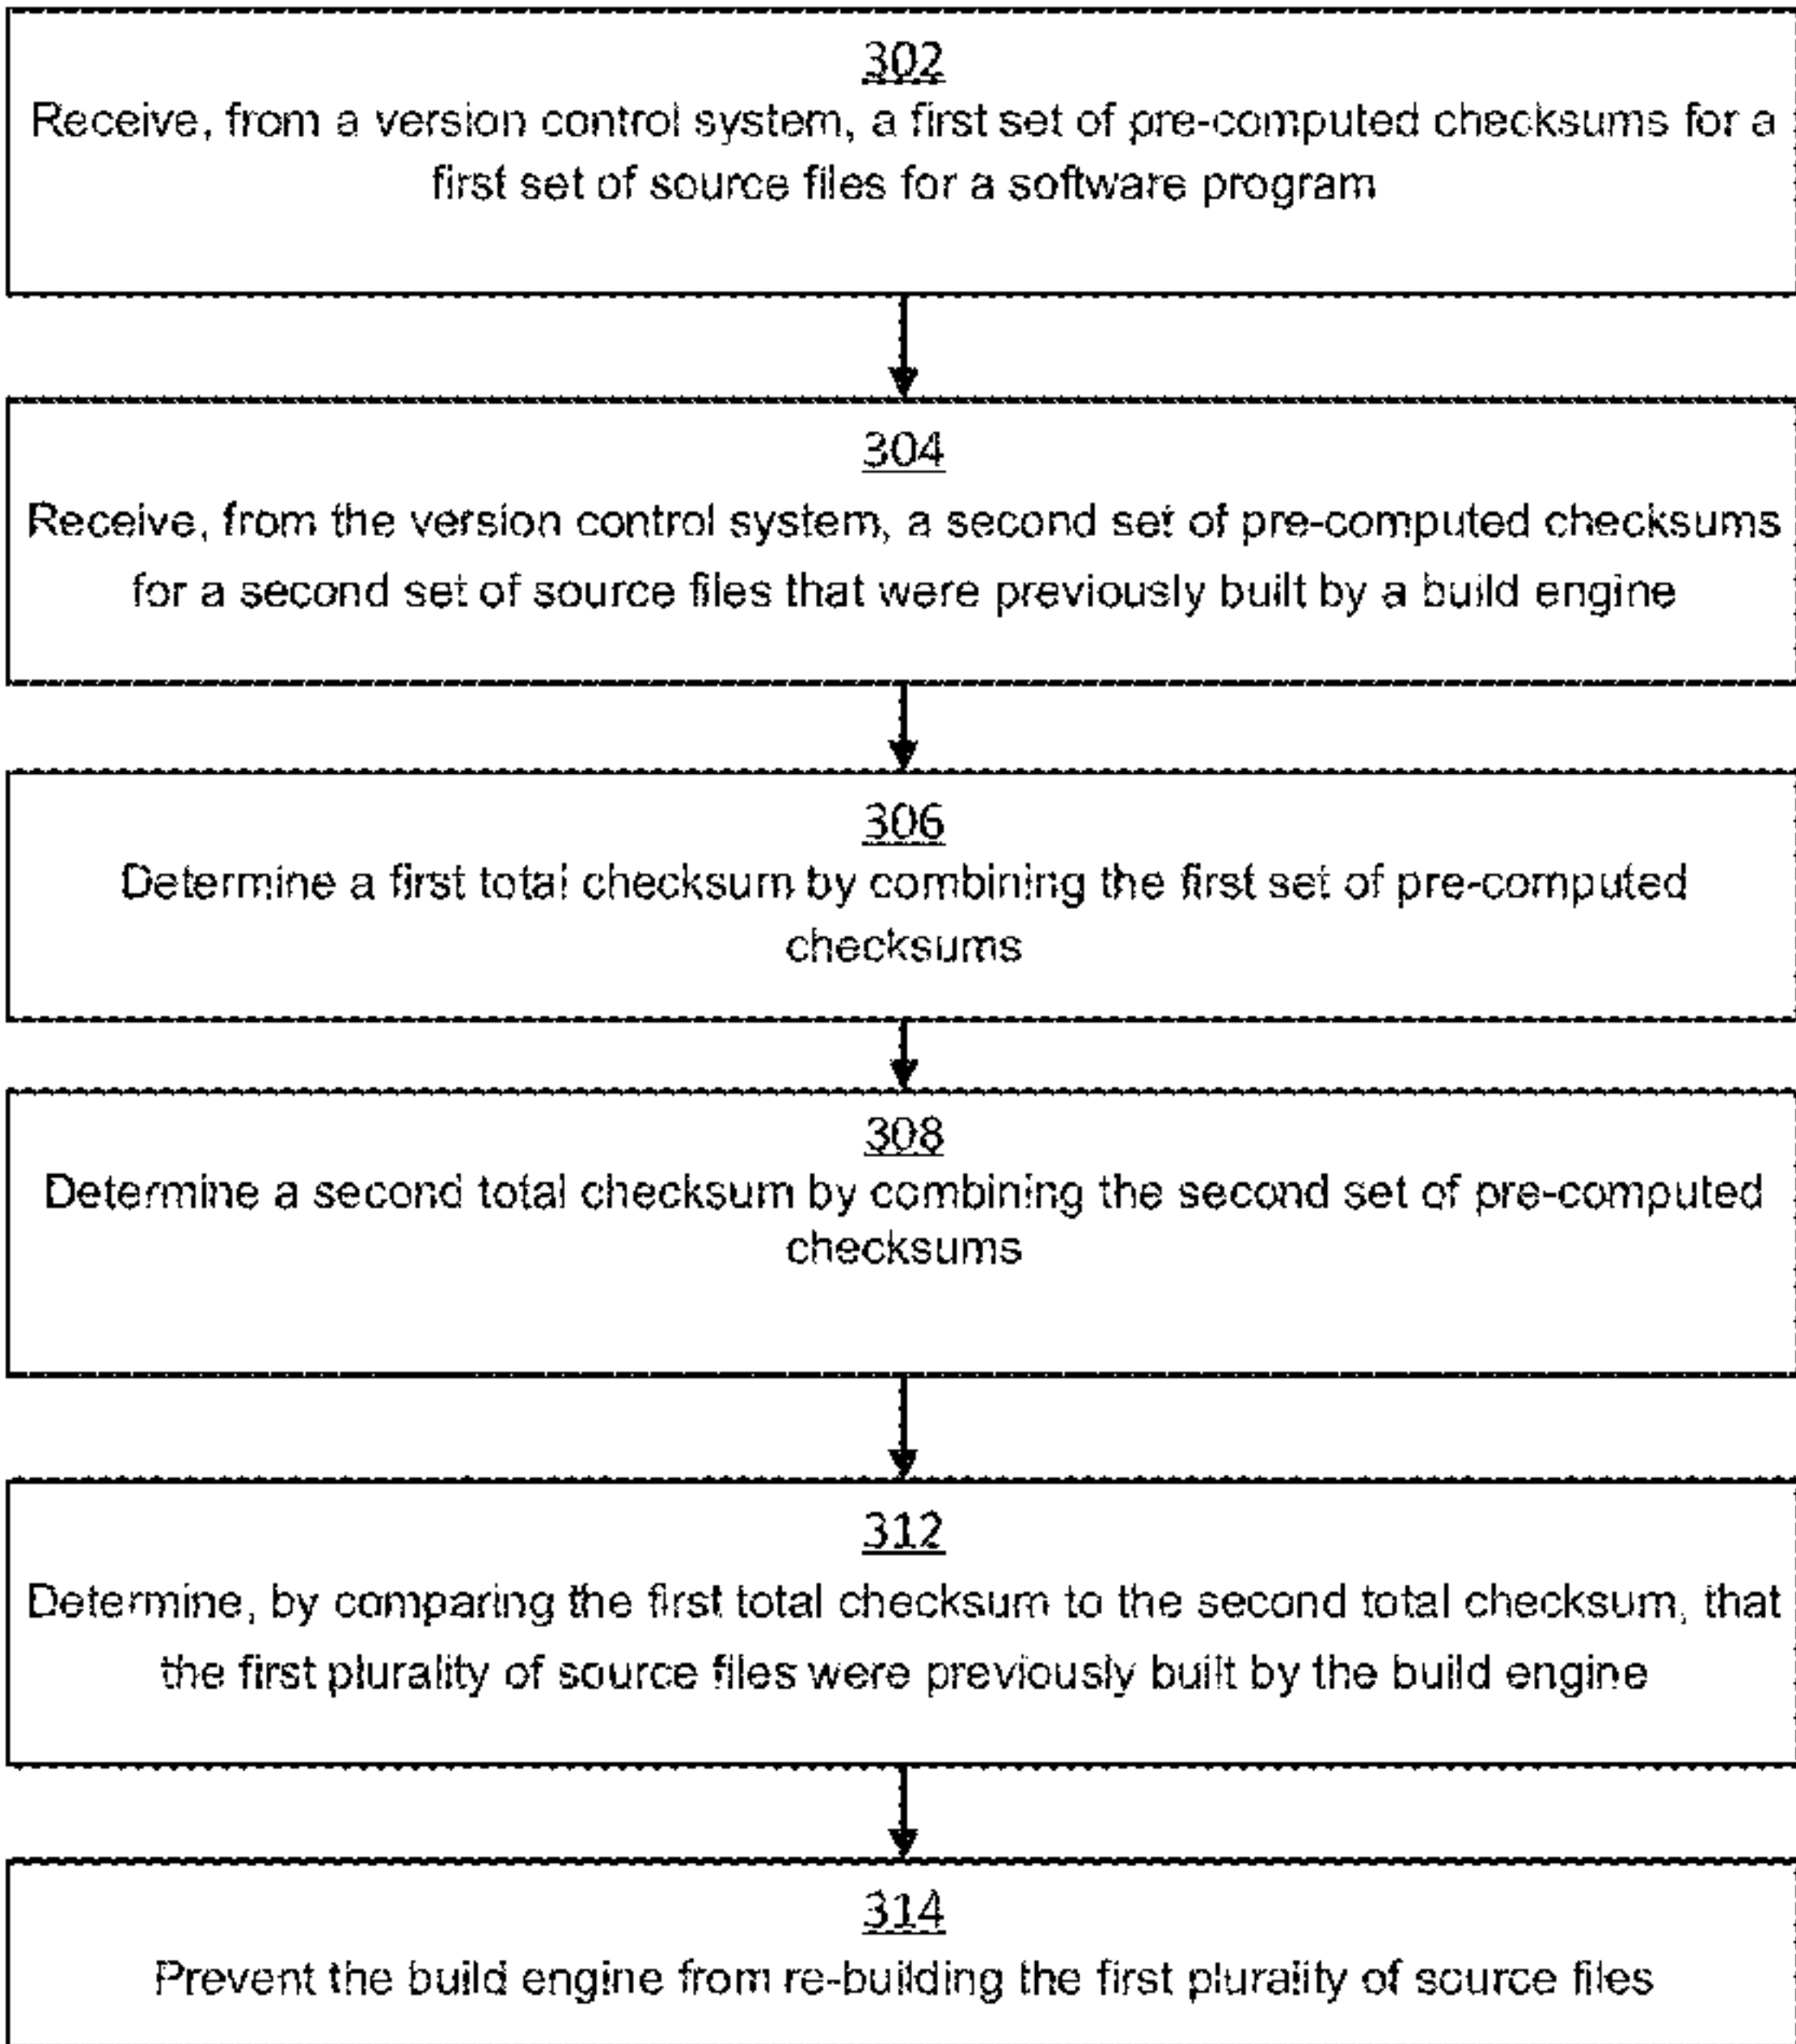 302
Receive, from a version control system, a first set of pre-computed checksums for a
first set of source files for a software program
304
Receive, from the version control system, a second set of pre-computed checksums
for a second set of source files that were previously built by a build engine
306
Determine a first total checksum by combining the first set of pre-computed
checksums
308
Determine a second total checksum by combining the second set of pre-computed
checksums
312
Determine, by comparing the first total checksum to the second total checksum, that
the first plurality of source files were previously built by the build engine
314
Prevent the build engine from re-building the first plurality of source files